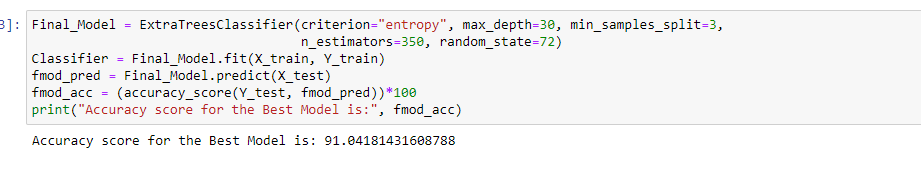 3]:
Final_Model = ExtraTreesClassifier(criterion="entropy", max_depth=30, min_samples_split=3,
n_estimators=350, random_state=72)
Classifier = Final_Model.fit(X_train, Y_train)
fmod_pred = Final_Model.predict(X_test)
fmod_acc = (accuracy_score(Y_test, fmod_pred))*100
print("Accuracy score for the Best Model is:", fmod_acc)
Accuracy score for the Best Model is: 91.04181431608788